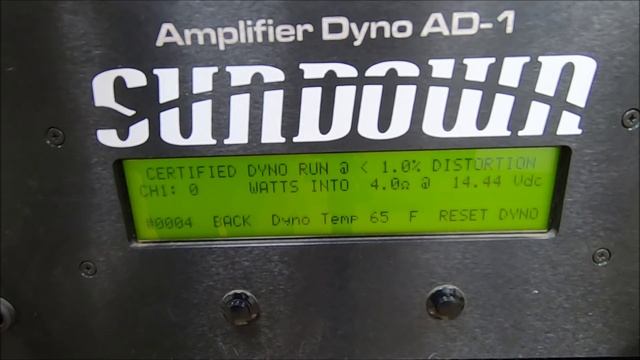 Amplifier Dyno AD-1
SUNDOWN
CERTIFIED DYNO RUN @ < 1.0% DISTORTION
CH1: 0 WATTS INTO 4.0Ω @ 14.44 Vdc
#0004 BACK Dyno Temp 65 F RESET DYNO